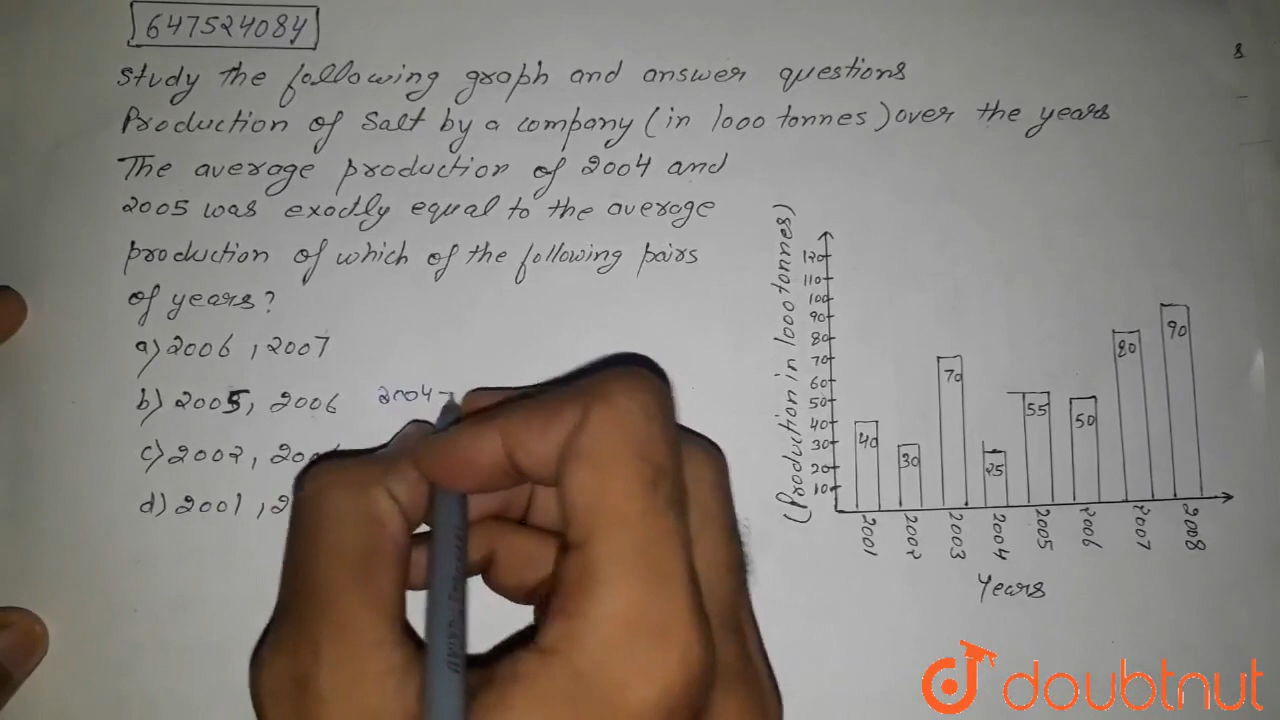 647524084
Study the following graph and answer questions
Production of Salt by a company (in 1000 tonnes) over the years
The average production of 2004 and
2005 was exactly equal to the average
production of which of the following pairs
of years?
a) 2006, 2007
b) 2005, 2006
2004 -
c) 2002,
d) 2001,
(Production in 1000 tonnes)
120
110
100
90
80
70
60
50
40
30
20
10
40
30
70
25
55
50
80
90
2001
2002
2003
2004
2005
2006
2007
2008
Years
doubtnut